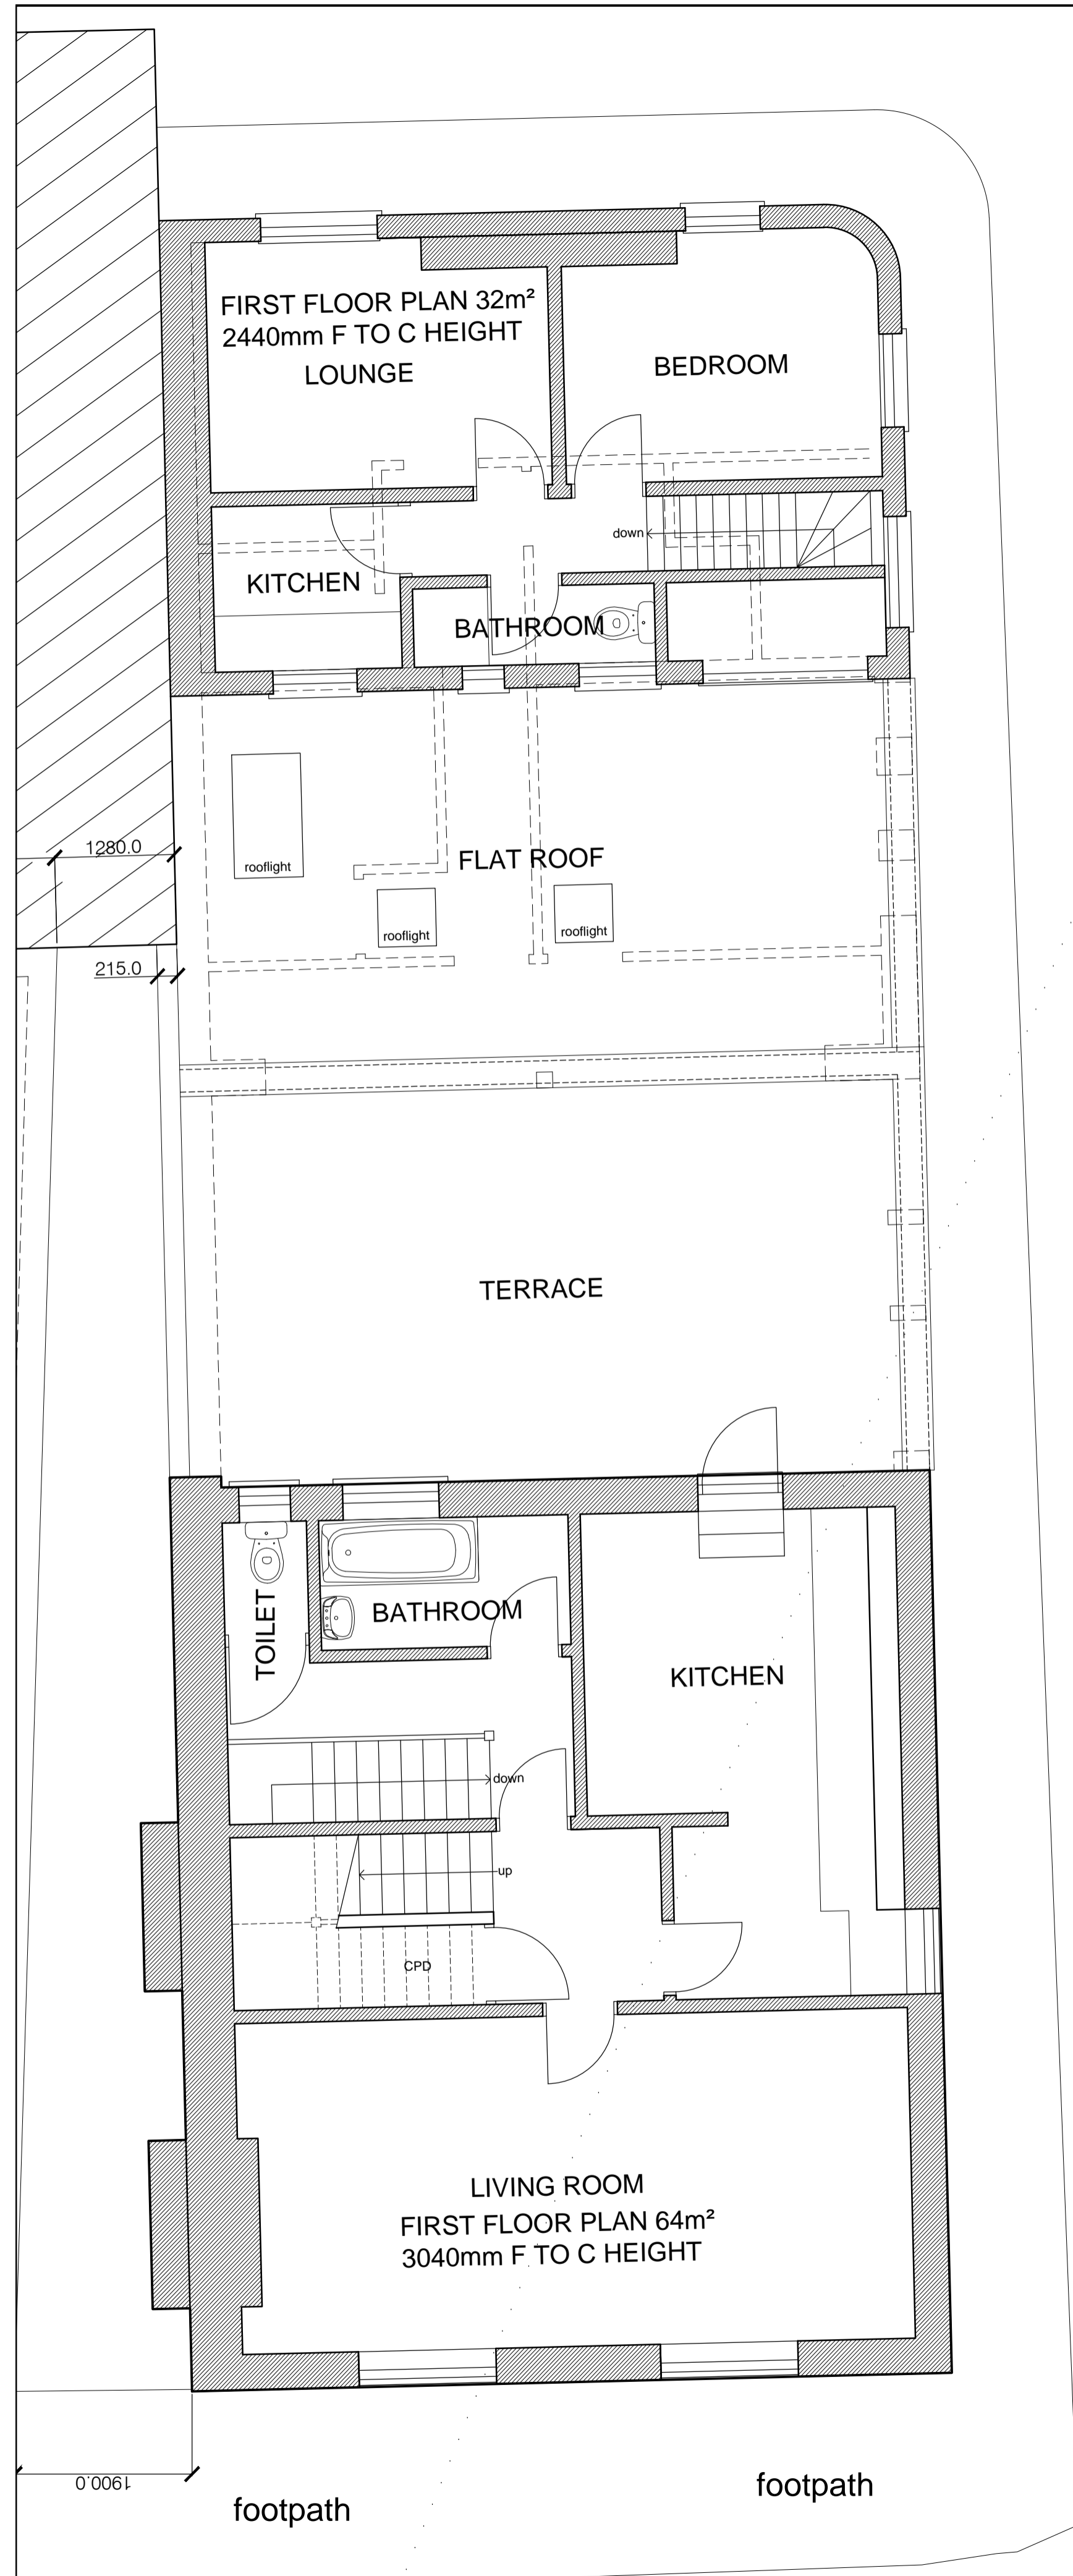 FIRST FLOOR PLAN 32m²
2440mm F TO C HEIGHT
LOUNGE
BEDROOM
down
KITCHEN
BATHROOM
1280.0
rooflight
FLAT ROOF
rooflight
rooflight
215.0
TERRACE
TOILET
BATHROOM
KITCHEN
down
up
CPD
LIVING ROOM
FIRST FLOOR PLAN 64m²
3040mm F TO C HEIGHT
1900.0
footpath
footpath